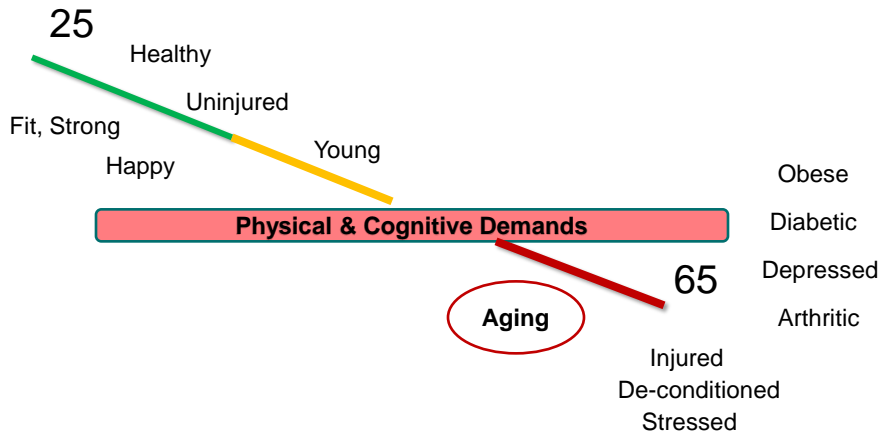 25
Healthy
Uninjured
Fit, Strong
Young
Happy
Obese
Physical & Cognitive Demands
Diabetic
Depressed
65
Aging
Arthritic
Injured
De-conditioned
Stressed